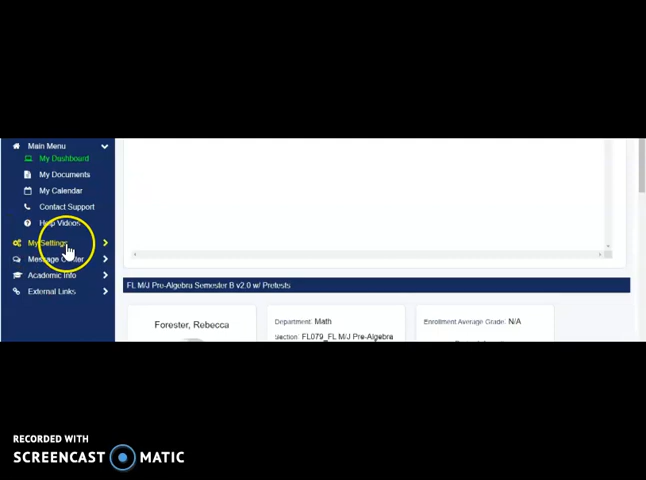 Main Menu
My Dashboard
My Documents
My Calendar
Contact Support
Help Videos
My Settings
Message Center
Academic Info
External Links
FL M/J Pre-Algebra Semester B v2.0 w/ Pretests
Forester, Rebecca
Department: Math
FL079_FL M/J Pre-Algebra
Enrollment Average Grade: N/A
RECORDED WITH
SCREENCAST MATIC